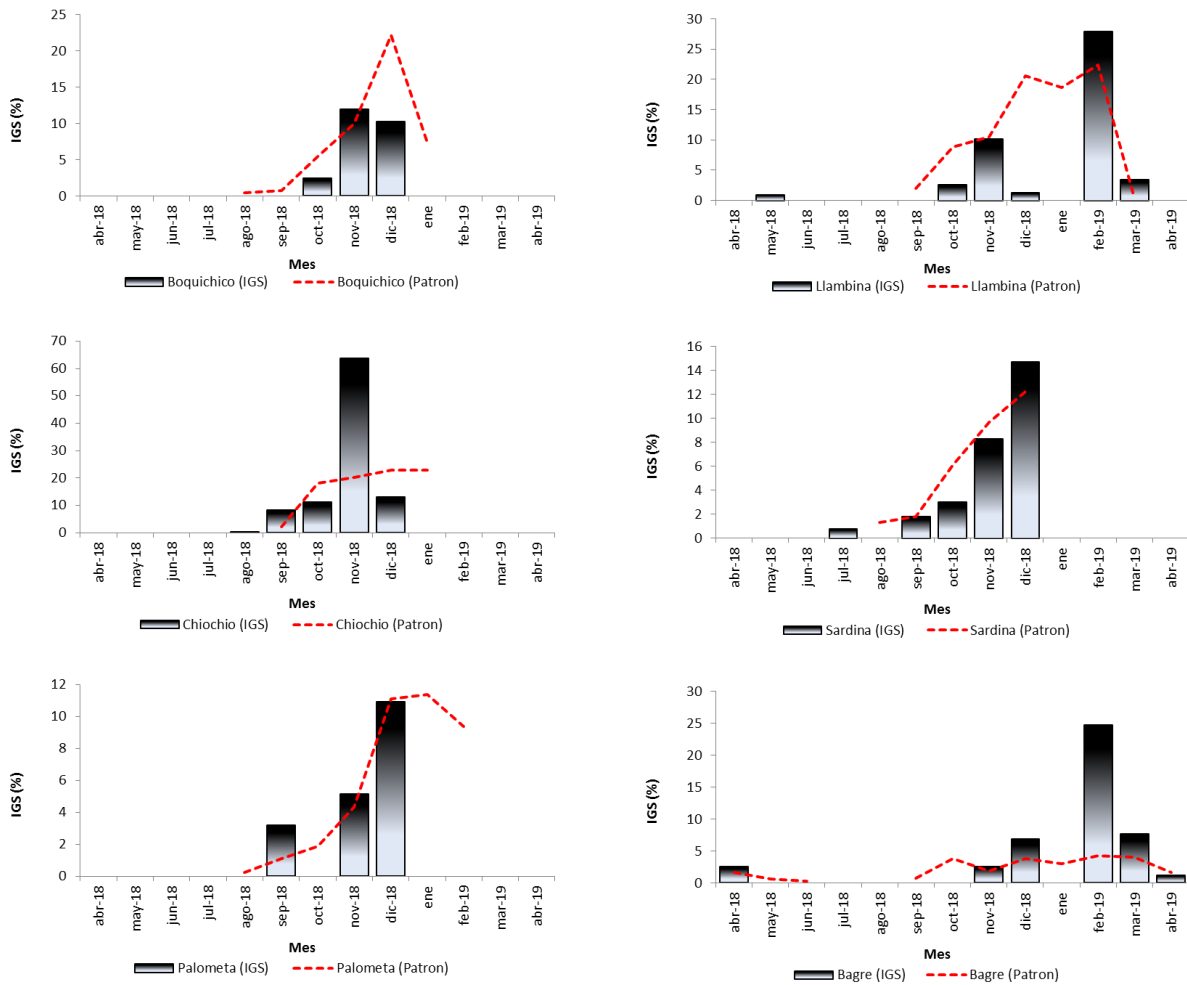 25
20
15
10
5
0
IGS (%)
abr-18 may-18 jun-18 jul-18 ago-18 sep-18 oct-18 nov-18 dic-18 ene feb-19 mar-19 abr-19
Mes
Boquichico (IGS) Boquichico (Patron)
30
25
20
15
10
5
0
IGS (%)
abr-18 may-18 jun-18 jul-18 ago-18 sep-18 oct-18 nov-18 dic-18 ene feb-19 mar-19 abr-19
Mes
Llambina (IGS) Llambina (Patron)
70
60
50
40
30
20
10
0
IGS (%)
abr-18 may-18 jun-18 jul-18 ago-18 sep-18 oct-18 nov-18 dic-18 ene feb-19 mar-19 abr-19
Mes
Chiochio (IGS) Chiochio (Patron)
16
14
12
10
8
6
4
2
0
IGS (%)
abr-18 may-18 jun-18 jul-18 ago-18 sep-18 oct-18 nov-18 dic-18 ene feb-19 mar-19 abr-19
Mes
Sardina (IGS) Sardina (Patron)
12
10
8
6
4
2
0
IGS (%)
abr-18 may-18 jun-18 jul-18 ago-18 sep-18 oct-18 nov-18 dic-18 ene feb-19 mar-19 abr-19
Mes
Palometa (IGS) Palometa (Patron)
30
25
20
15
10
5
0
IGS (%)
abr-18 may-18 jun-18 jul-18 ago-18 sep-18 oct-18 nov-18 dic-18 ene feb-19 mar-19 abr-19
Mes
Bagre (IGS) Bagre (Patron)